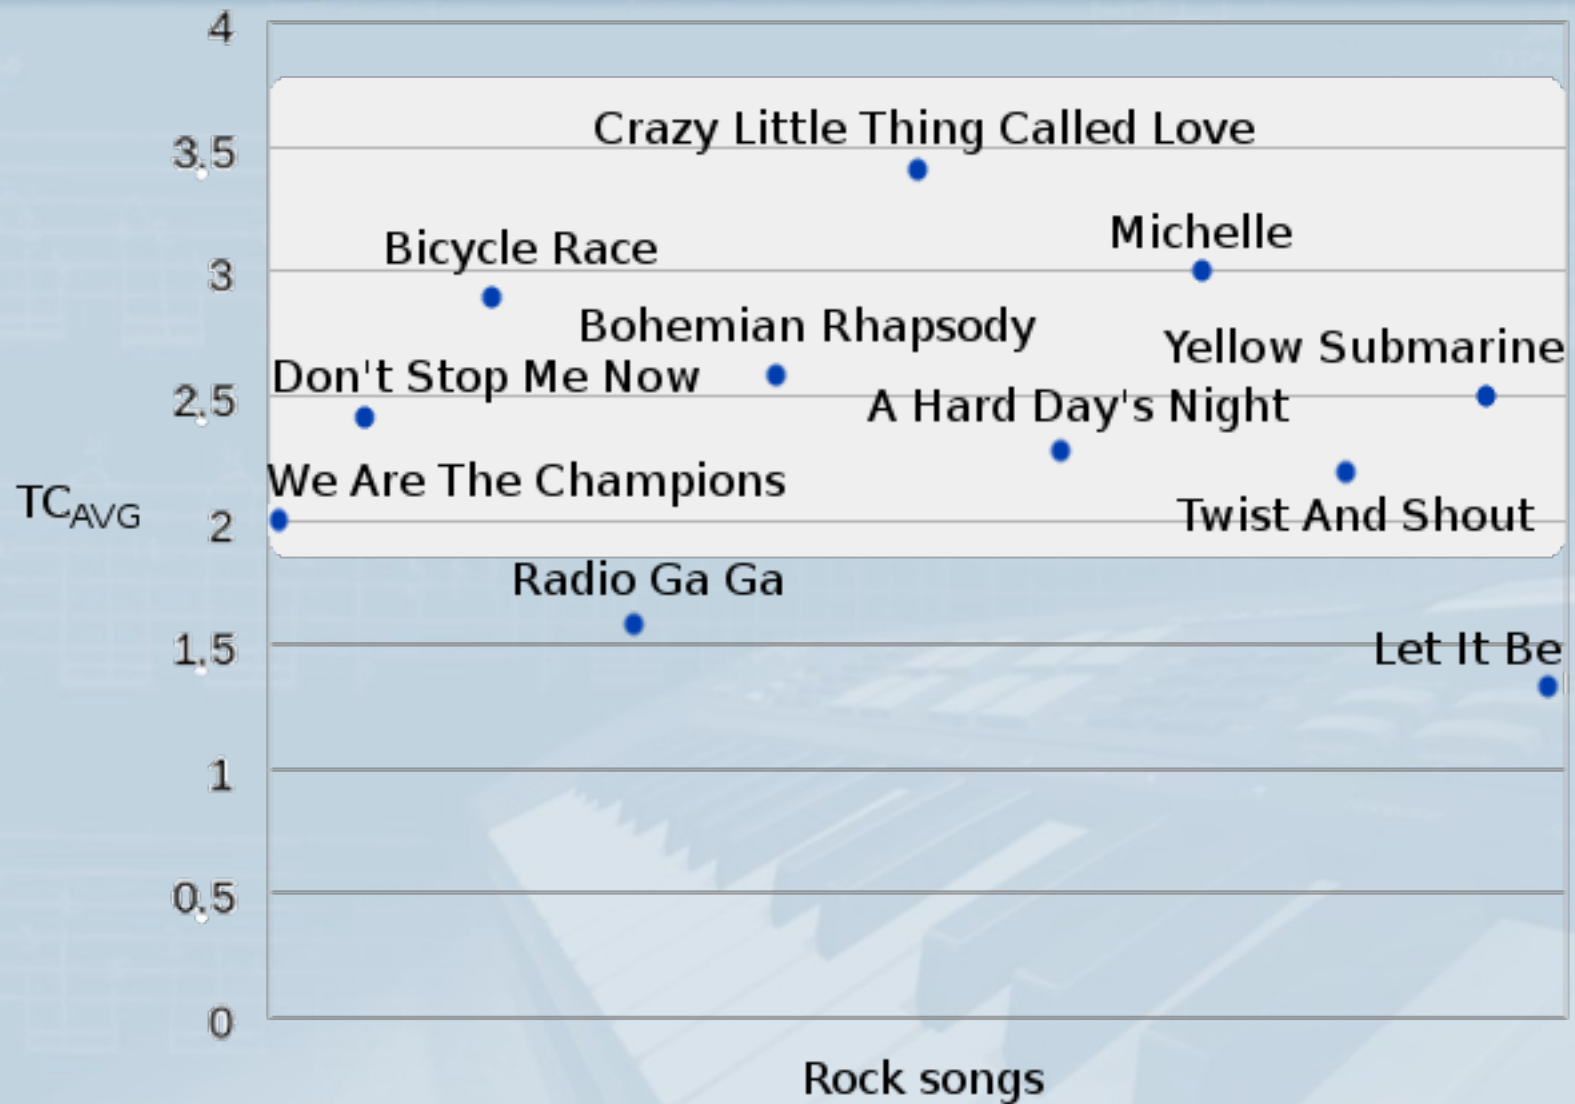 4
Crazy Little Thing Called Love
3.5
Michelle
Bicycle Race
3
Bohemian Rhapsody
Yellow Submarine
Don't Stop Me Now
2.5
A Hard Day's Night
We Are The Champions
TCAVG
2
Twist And Shout
Radio Ga Ga
1.5
Let It Be
1
0.5
0
Rock songs